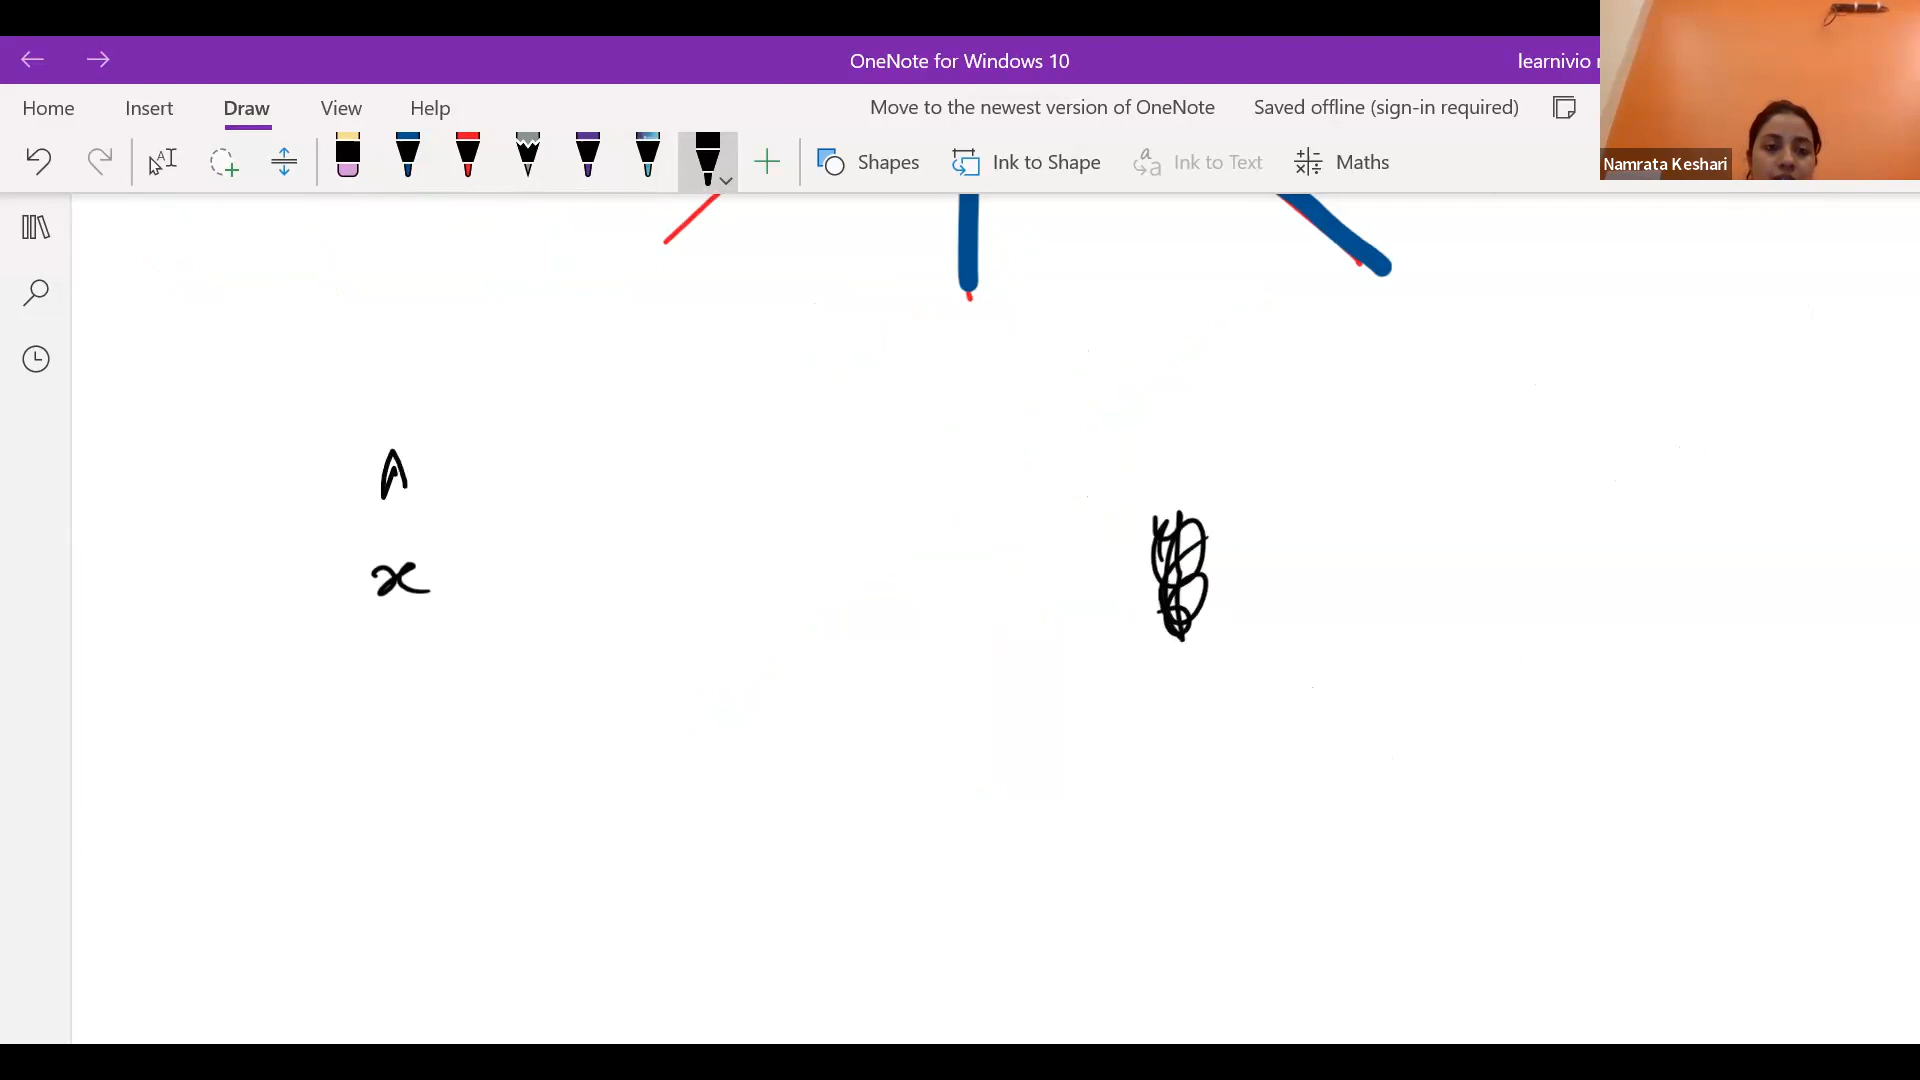 OneNote for Windows 10
learnivio
Home Insert Draw View Help Move to the newest version of OneNote Saved offline (sign-in required)
Shapes Ink to Shape Ink to Text Maths
Namrata Keshari
A
x